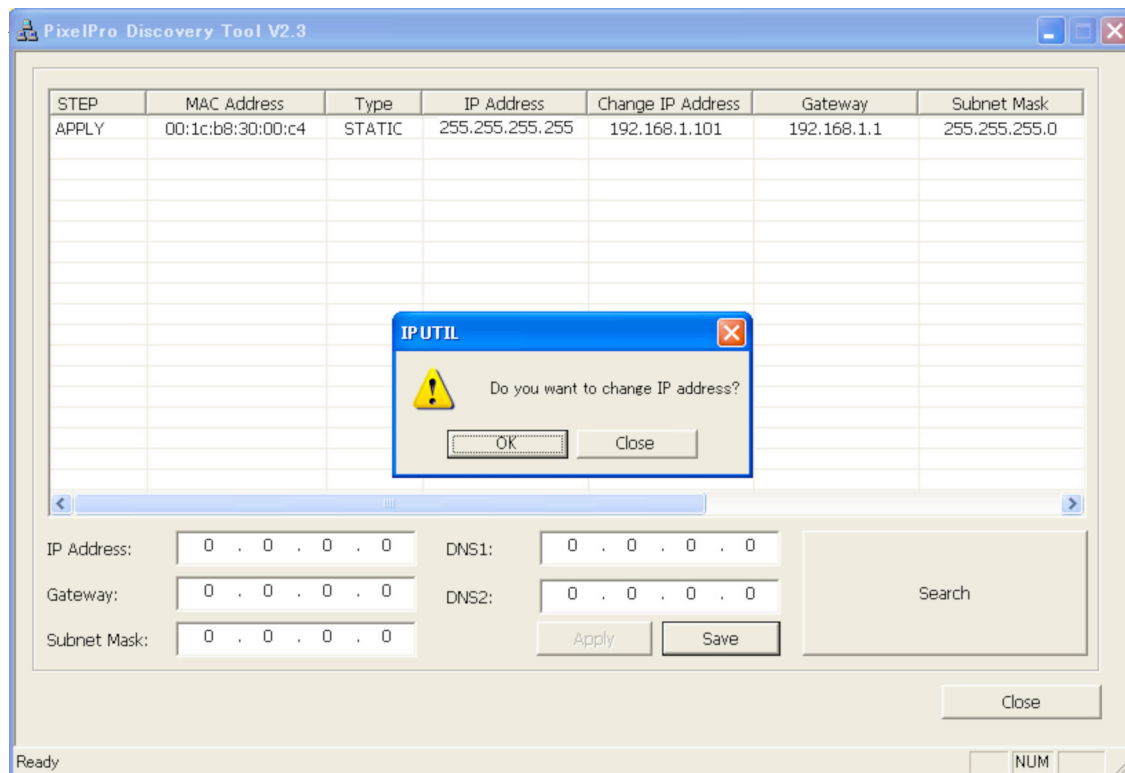 PixelPro Discovery Tool V2.3
STEP MAC Address Type IP Address Change IP Address Gateway Subnet Mask
APPLY 00:1c:b8:30:00:c4 STATIC 255.255.255.255 192.168.1.101 192.168.1.1 255.255.255.0
IP UTIL
Do you want to change IP address?
OK Close
IP Address: 0 . 0 . 0 . 0 DNS1: 0 . 0 . 0 . 0
Gateway: 0 . 0 . 0 . 0 DNS2: 0 . 0 . 0 . 0 Search
Subnet Mask: 0 . 0 . 0 . 0 Apply Save
Close
Ready NUM